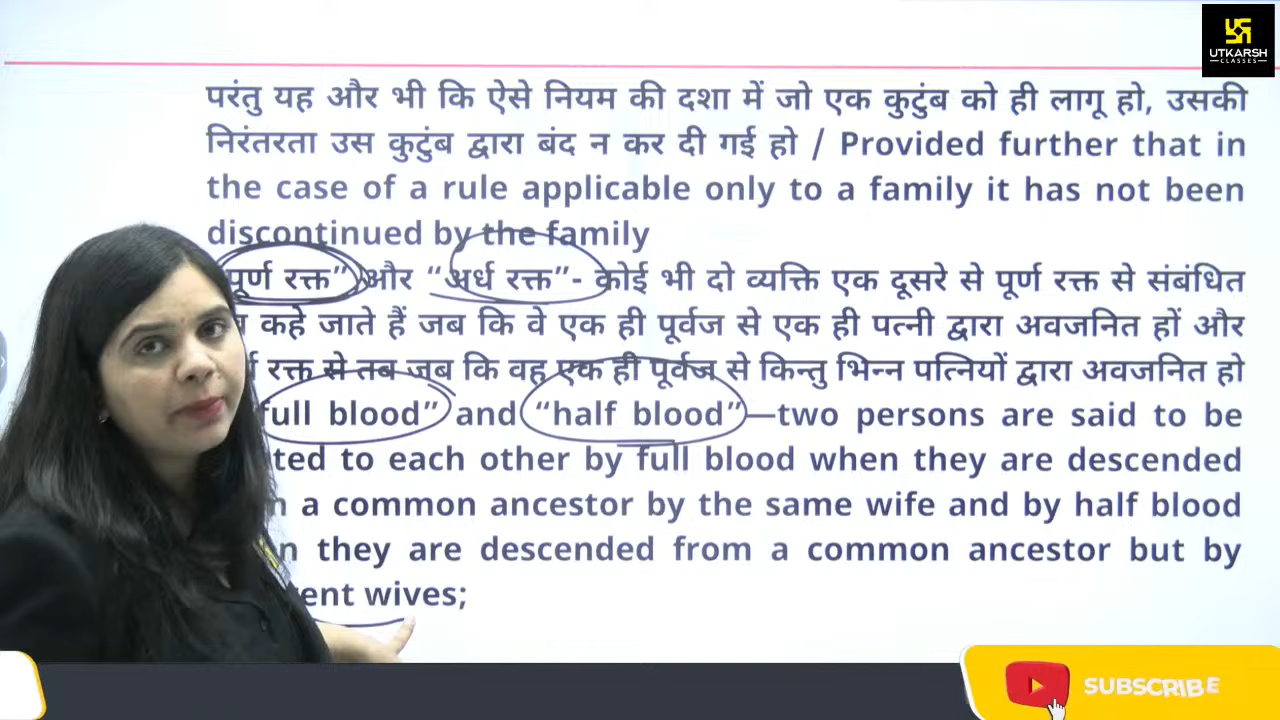 UTKARSH
CLASSES
परंतु यह और भी कि ऐसे नियम की दशा में जो एक कुटुंब को ही लागू हो, उसकी
निरंतरता उस कुटुंब द्वारा बंद न कर दी गई हो / Provided further that in
the case of a rule applicable only to a family it has not been
discontinued by the family
पूर्ण रक्त” और “अर्ध रक्त”- कोई भी दो व्यक्ति एक दूसरे से पूर्ण रक्त से संबंधित
कहे जाते हैं जब कि वे एक ही पूर्वज से एक ही पत्नी द्वारा अवजनित हों और
रक्त से तब जब कि वह एक ही पूर्वज से किन्तु भिन्न पत्नियों द्वारा अवजनित हो
full blood” and “half blood”—two persons are said to be
to each other by full blood when they are descended
a common ancestor by the same wife and by half blood
they are descended from a common ancestor but by
wives;
SUBSCRIBE